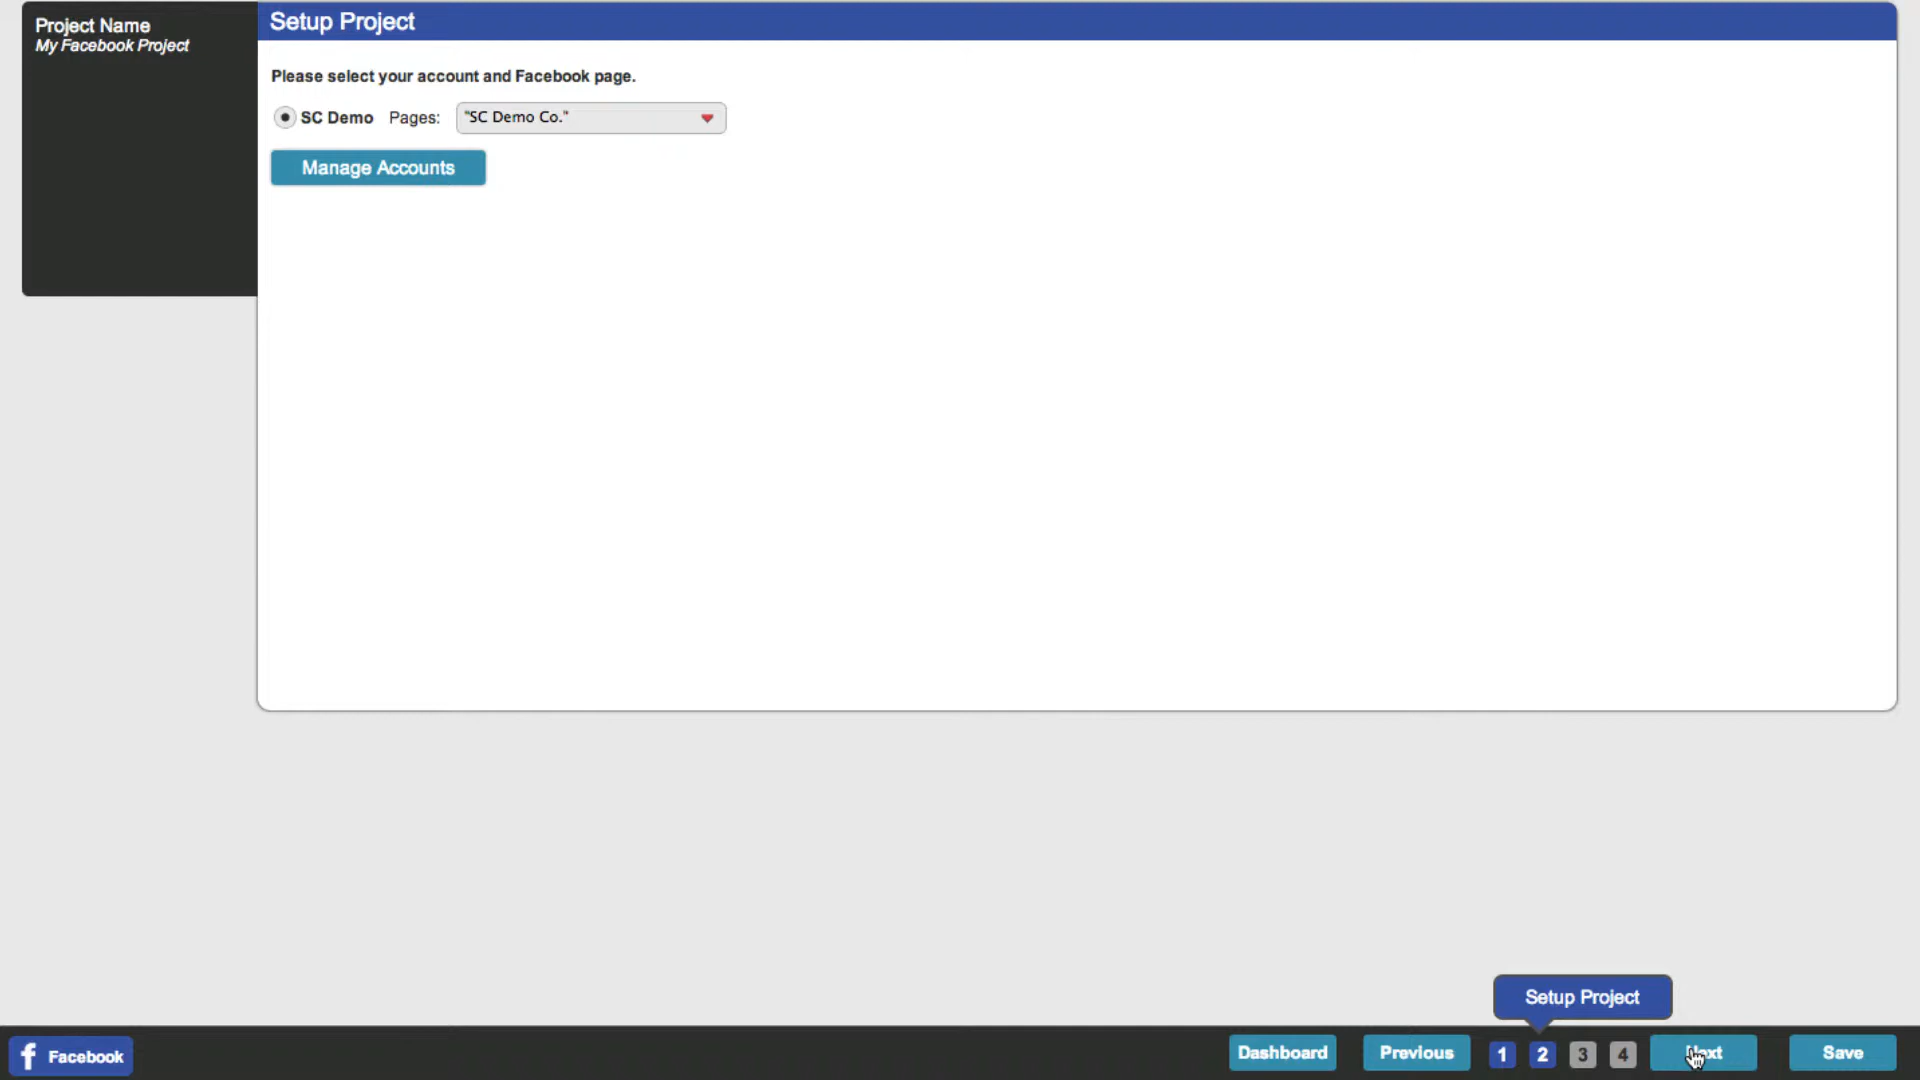 Project Name
My Facebook Project
Setup Project
Please select your account and Facebook page.
SC Demo Pages: "SC Demo Co."
Manage Accounts
Setup Project
Facebook
Dashboard Previous 1 2 3 4 Next Save